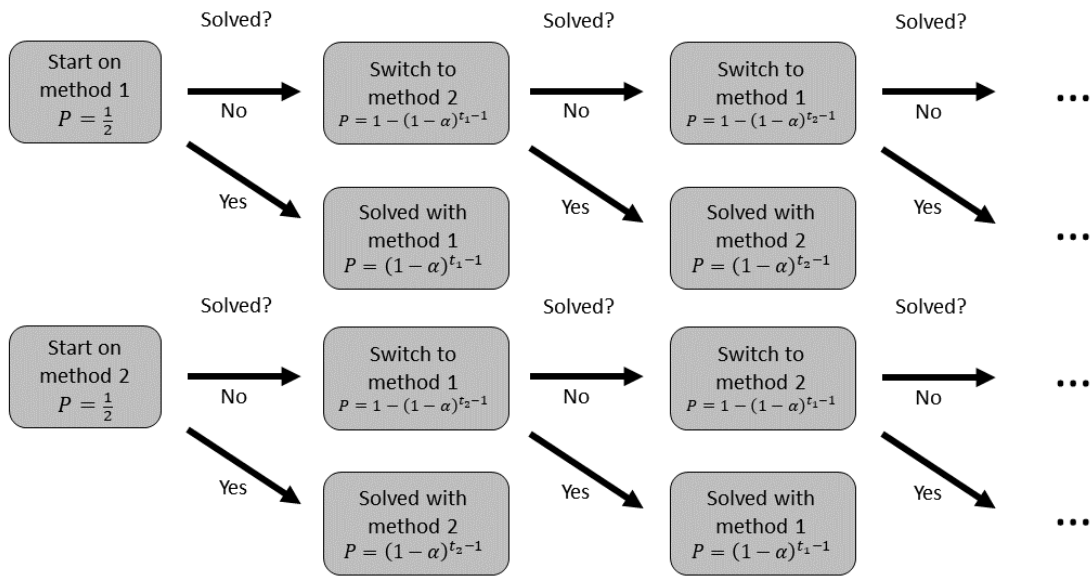 Solved?
Solved?
Solved?
Start on
method 1
P = 1/2
No
Switch to
method 2
P = 1 − (1 − α)^{t₁−1}
No
Switch to
method 1
P = 1 − (1 − α)^{t₂−1}
No
...
Yes
Solved with
method 1
P = (1 − α)^{t₁−1}
Yes
Solved with
method 2
P = (1 − α)^{t₂−1}
Yes
...
Solved?
Solved?
Solved?
Start on
method 2
P = 1/2
No
Switch to
method 1
P = 1 − (1 − α)^{t₂−1}
No
Switch to
method 2
P = 1 − (1 − α)^{t₁−1}
No
...
Yes
Solved with
method 2
P = (1 − α)^{t₂−1}
Yes
Solved with
method 1
P = (1 − α)^{t₁−1}
Yes
...